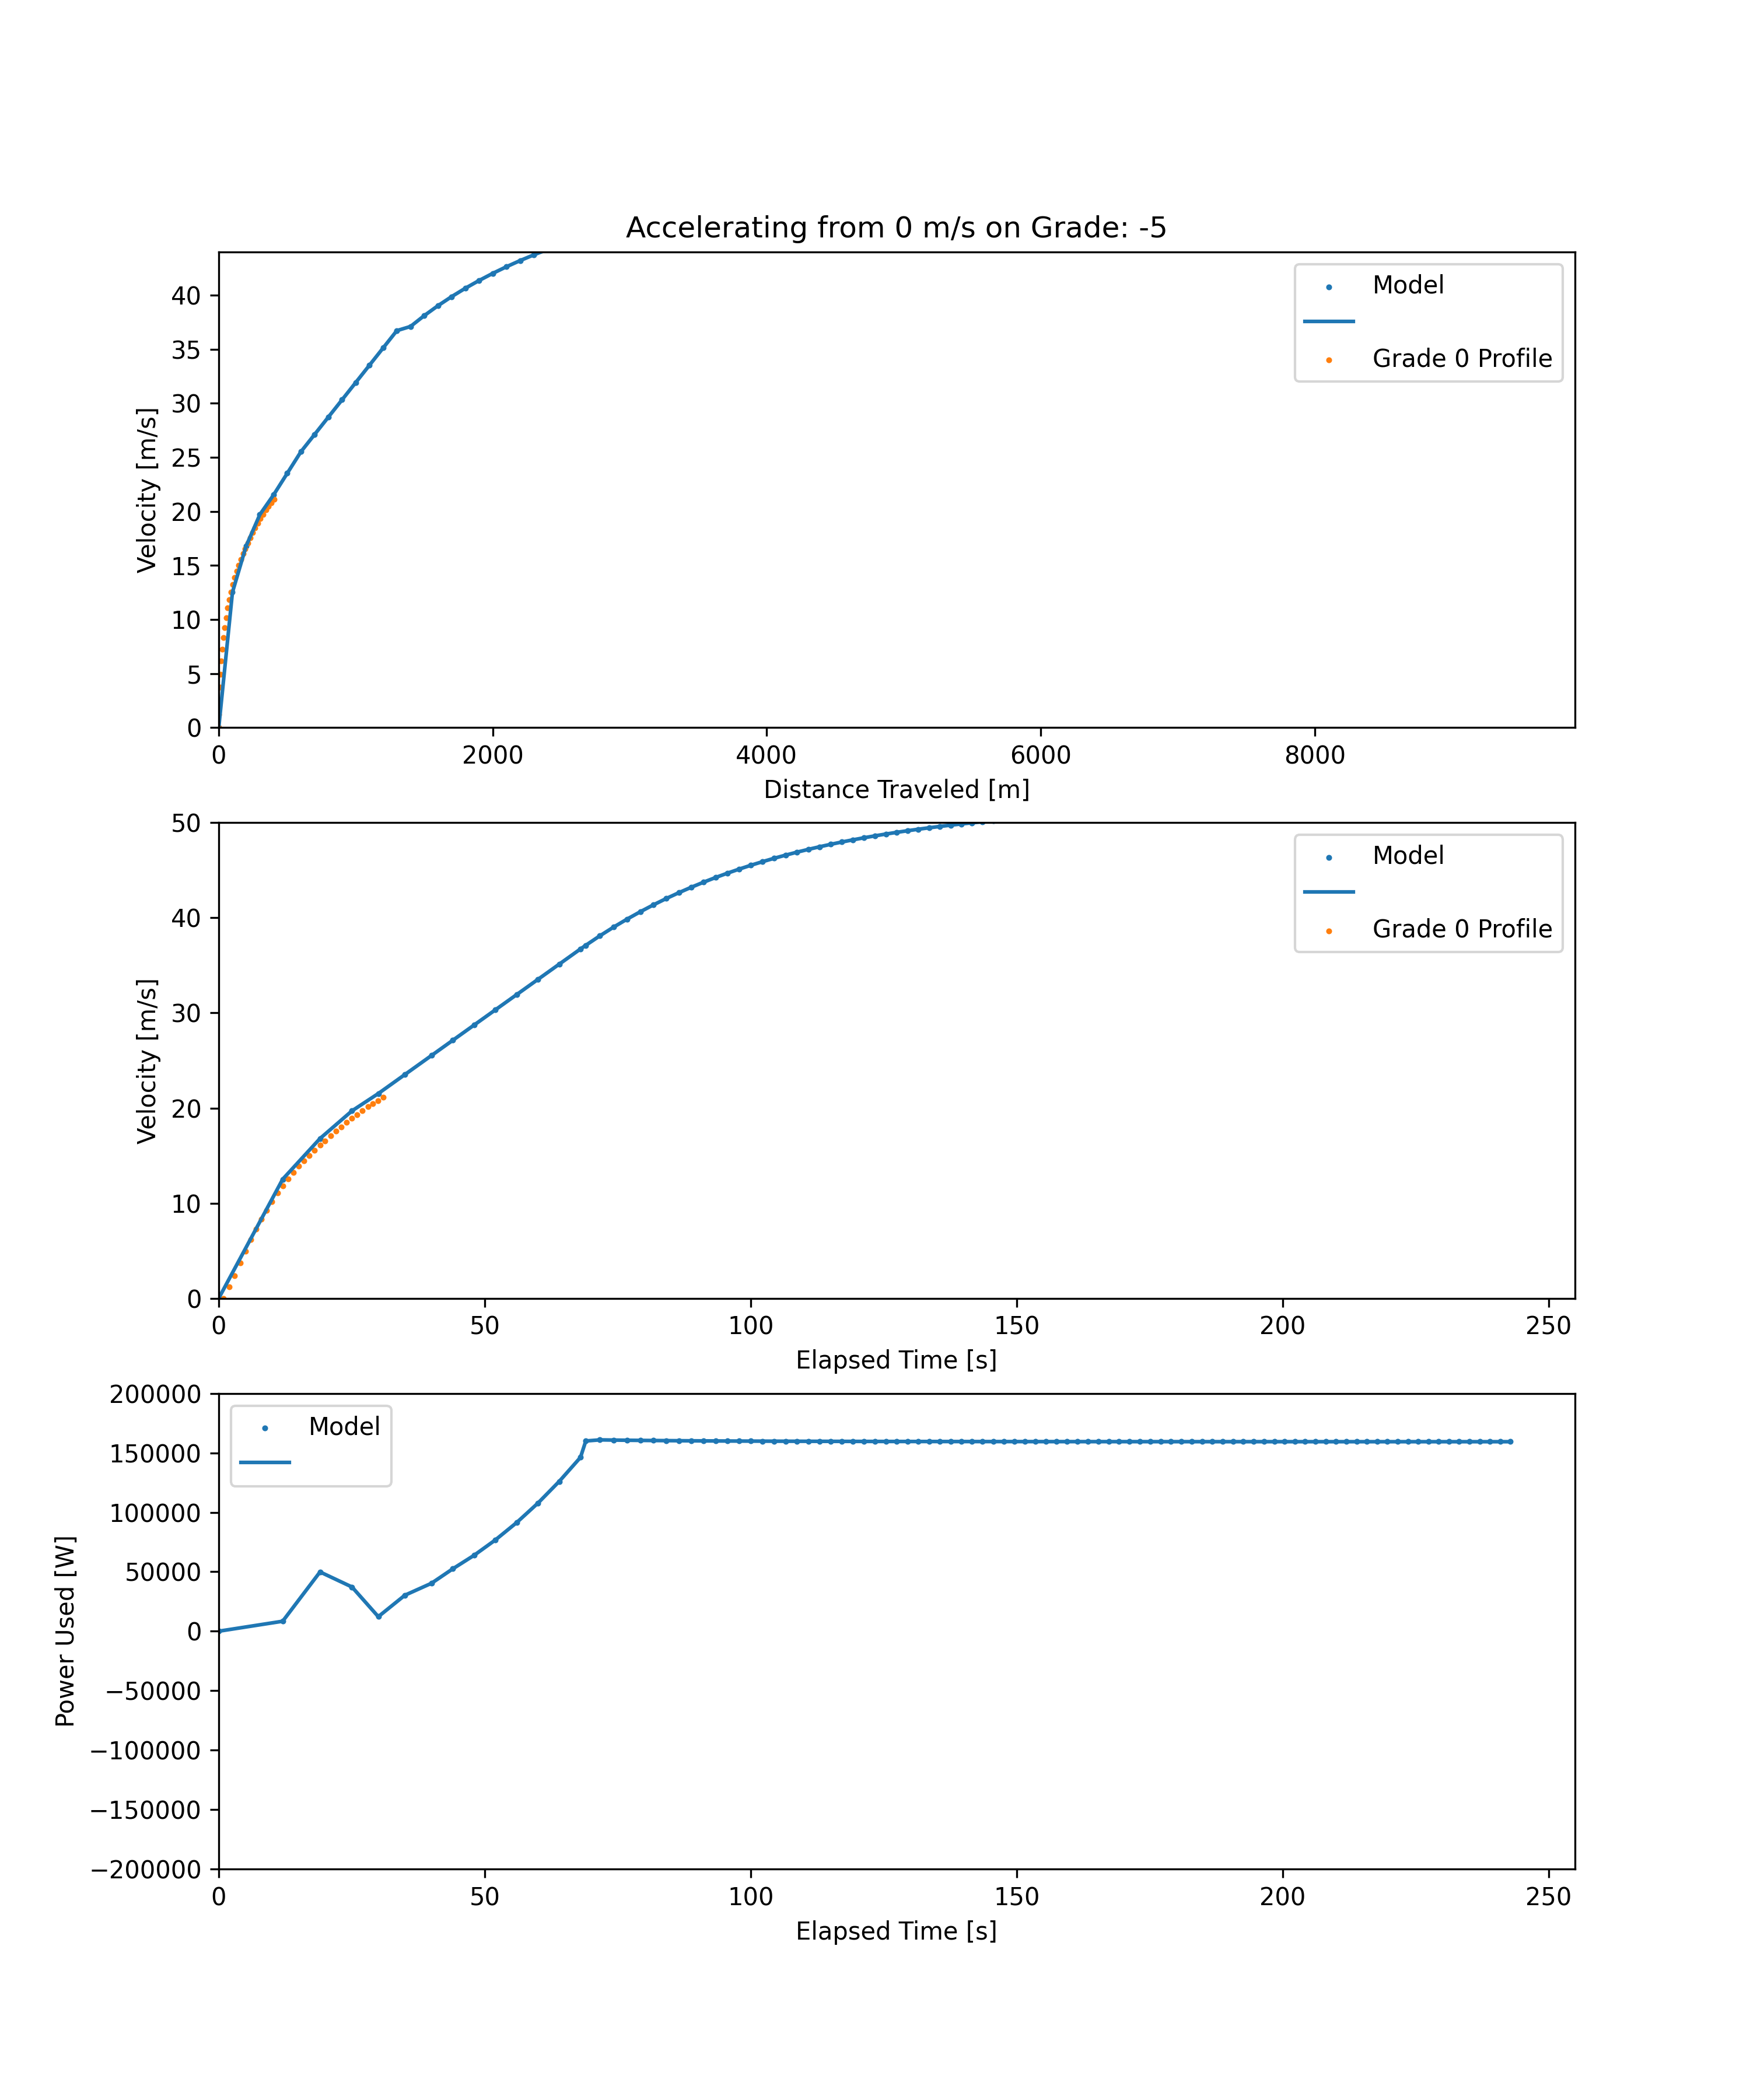 Accelerating from 0 m/s on Grade: -5
40
35
30
25
20
15
10
5
0
Velocity [m/s]
Model
Grade 0 Profile
0 2000 4000 6000 8000
Distance Traveled [m]
50
40
30
20
10
0
Velocity [m/s]
Model
Grade 0 Profile
0 50 100 150 200 250
Elapsed Time [s]
200000
150000
100000
50000
0
−50000
−100000
−150000
−200000
Power Used [W]
Model
0 50 100 150 200 250
Elapsed Time [s]